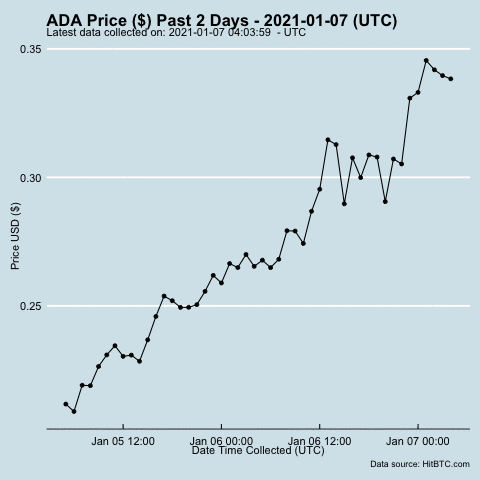 ADA Price ($) Past 2 Days - 2021-01-07 (UTC)
Latest data collected on: 2021-01-07 04:03:59 - UTC
0.35
0.30
0.25
Price USD ($)
Jan 05 12:00
Jan 06 00:00
Jan 06 12:00
Jan 07 00:00
Date Time Collected (UTC)
Data source: HitBTC.com